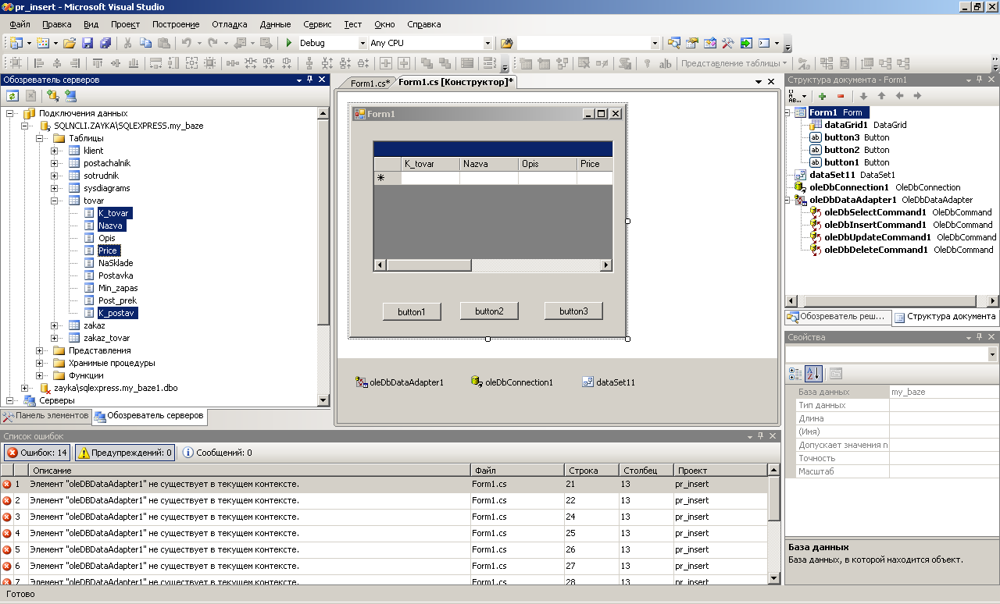 pr_insert - Microsoft Visual Studio
Файл Правка Вид Проект Построение Отладка Данные Сервис Тест Окно Справка
Debug Any CPU
Представление таблицы
Обозреватель серверов
Подключения данных
SQLNCLI.ZAYKA\SQLEXPRESS.my_baze
Таблицы
klient
postachalnik
sotrudnik
sysdiagrams
tovar
K_tovar
Nazva
Opis
Price
NaSklade
Postavka
Min_zapas
Post_prek
K_postav
zakaz
zakaz_tovar
Представления
Хранимые процедуры
Функции
zayka\sqlexpress.my_baze1.dbo
Серверы
Панель элементов Обозреватель серверов
Form1.cs* Form1.cs [Конструктор]*
Form1
K_tovar Nazva Opis Price
button1 button2 button3
oleDbDataAdapter1 oleDbConnection1 dataSet11
Структура документа - Form1
Form1 Form
dataGrid1 DataGrid
button3 Button
button2 Button
button1 Button
dataSet11 DataSet1
oleDbConnection1 OleDbConnection
oleDbDataAdapter1 OleDbDataAdapter
oleDbSelectCommand1 OleDbCommand
oleDbInsertCommand1 OleDbCommand
oleDbUpdateCommand1 OleDbCommand
oleDbDeleteCommand1 OleDbCommand
Обозреватель реш... Структура документа
Свойства
База данных my_baze
Тип данных
Длина
(Имя)
Допускает значения n
Точность
Масштаб
База данных
База данных, в которой находится объект.
Список ошибок
Ошибок: 14 Предупреждений: 0 Сообщений: 0
Описание Файл Строка Столбец Проект
1 Элемент "oleDBDataAdapter1" не существует в текущем контексте. Form1.cs 21 13 pr_insert
2 Элемент "oleDBDataAdapter1" не существует в текущем контексте. Form1.cs 22 13 pr_insert
3 Элемент "oleDBDataAdapter1" не существует в текущем контексте. Form1.cs 24 13 pr_insert
4 Элемент "oleDBDataAdapter1" не существует в текущем контексте. Form1.cs 25 13 pr_insert
5 Элемент "oleDBDataAdapter1" не существует в текущем контексте. Form1.cs 26 13 pr_insert
6 Элемент "oleDBDataAdapter1" не существует в текущем контексте. Form1.cs 27 13 pr_insert
7 Элемент "oleDBDataAdapter1" не существует в текущем контексте. Form1.cs 28 13 pr_insert
Готово